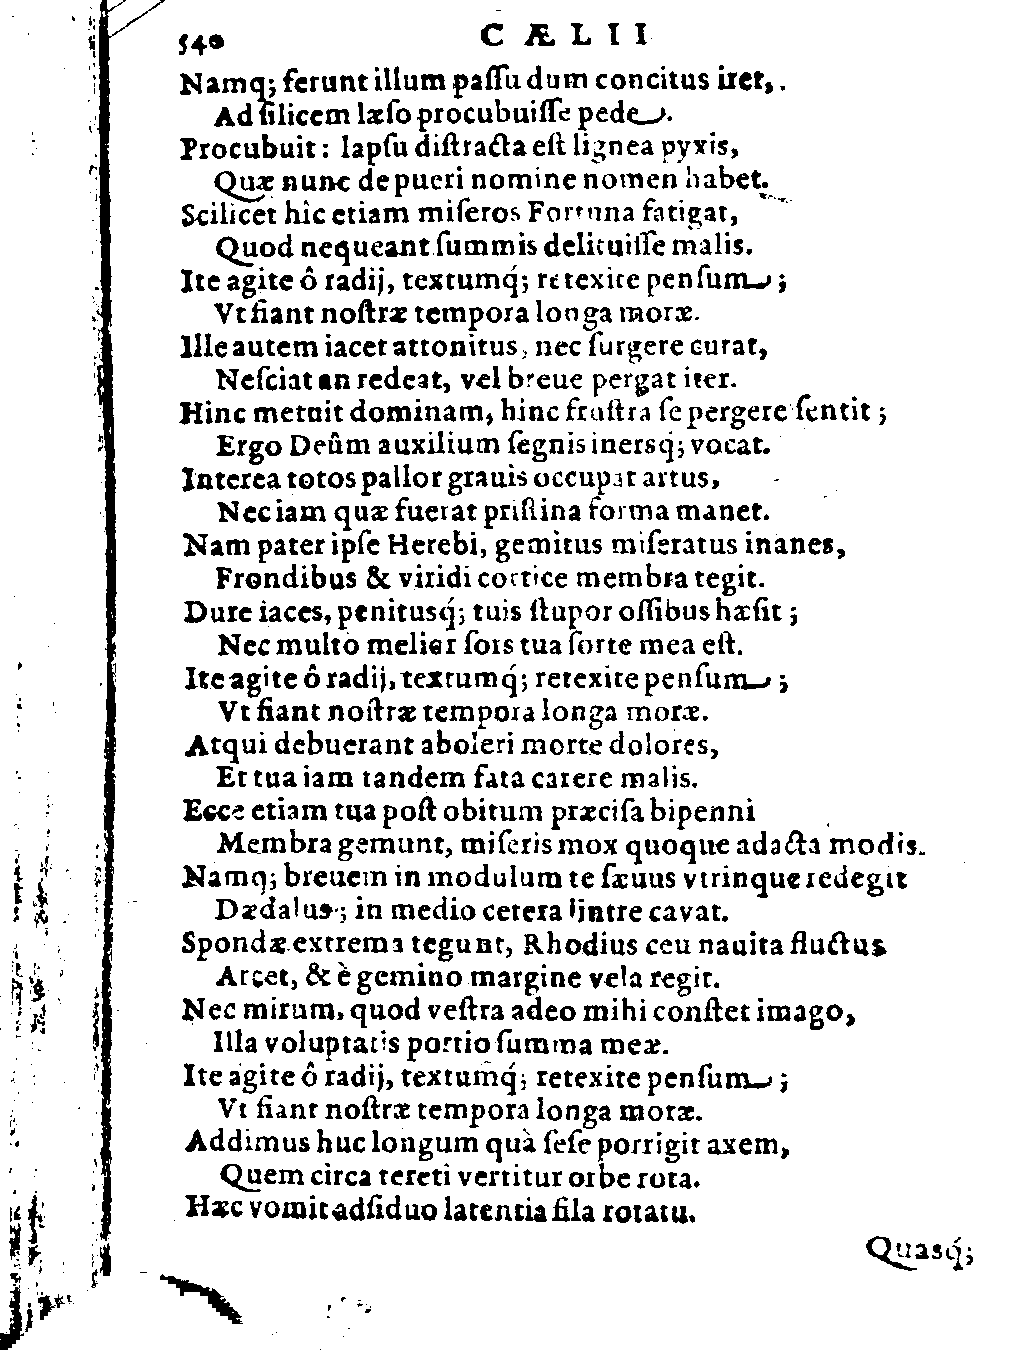 540 CÆLII
Namq; ferunt illum paſſu dum concitus iret,
Ad ſilicem læſo procubuiſſe pede.
Procubuit: lapſu diſtracta eſt lignea pyxis,
Quæ nunc de pueri nomine nomen habet.
Scilicet hîc etiam miſeros Fortuna fatigat,
Quod nequeant ſummis delituiſſe malis.
Ite agite ô radij, textumq́; retexite penſum;
Vt fiant noſtræ tempora longa moræ.
Ille autem iacet attonitus, nec ſurgere curat,
Neſciat an redeat, vel breue pergat iter.
Hinc metuit dominam, hinc fruſtra ſe pergere ſentit;
Ergo Deûm auxilium ſegnis inersq́; vocat.
Interea totos pallor grauis occupat artus,
Nec iam quæ fuerat priſtina forma manet.
Nam pater ipſe Herebi, gemitus miſeratus inanes,
Frondibus & viridi cortice membra tegit.
Dure iaces, penitusq́; tuis ſtupor oſſibus hæſit;
Nec multo melior ſors tua ſorte mea eſt.
Ite agite ô radij, textumq́; retexite penſum;
Vt fiant noſtræ tempora longa moræ.
Atqui debuerant aboleri morte dolores,
Et tua iam tandem fata carere malis.
Ecce etiam tua poſt obitum præciſa bipenni
Membra gemunt, miſeris mox quoque adacta modis.
Namq; breuem in modulum te ſæuus vtrinque redegit
Dædalus; in medio cetera lintre cavat.
Spondæ extrema tegunt, Rhodius ceu nauita fluctus
Arcet, & è gemino margine vela regit.
Nec mirum, quod veſtra adeo mihi conſtet imago,
Illa voluptatis portio ſumma meæ.
Ite agite ô radij, textumq́; retexite penſum;
Vt fiant noſtræ tempora longa moræ.
Addimus huc longum quà ſeſe porrigit axem,
Quem circa tereti vertitur orbe rota.
Hæc vomit adſiduo latentia fila rotatu.
Quasq́;